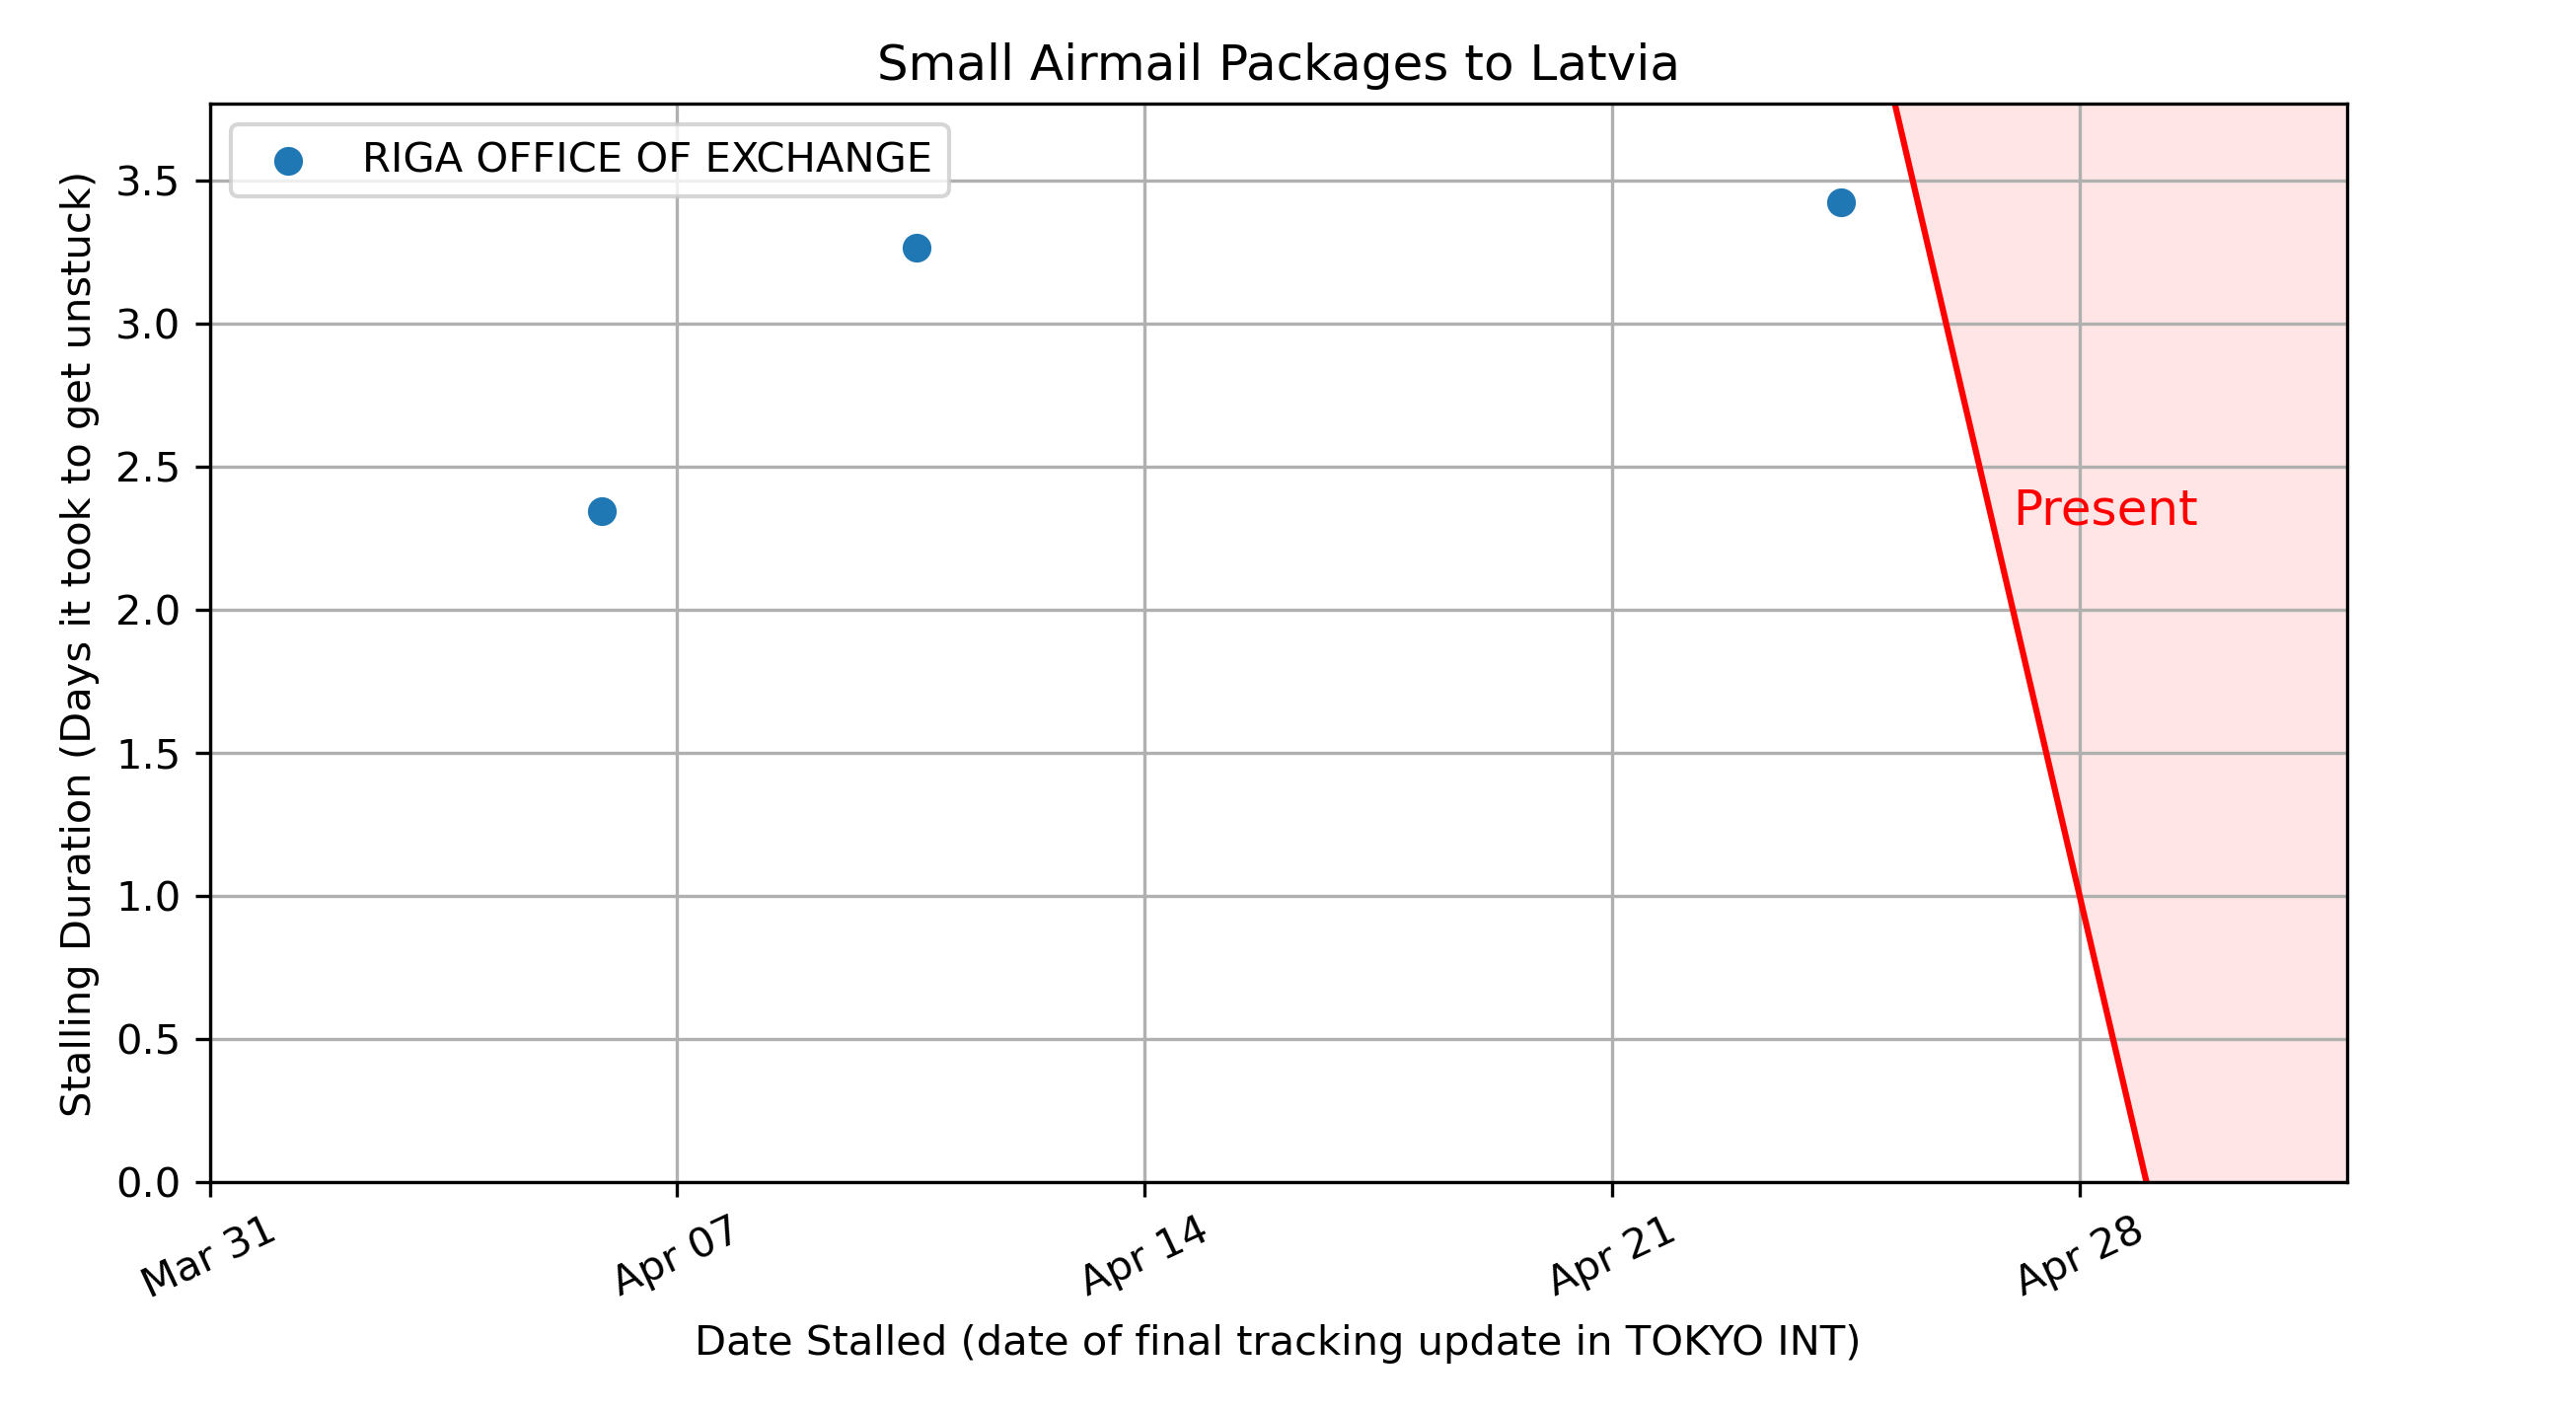 Small Airmail Packages to Latvia
RIGA OFFICE OF EXCHANGE
Stalling Duration (Days it took to get unstuck)
3.5
3.0
2.5
2.0
1.5
1.0
0.5
0.0
Present
Mar 31
Apr 07
Apr 14
Apr 21
Apr 28
Date Stalled (date of final tracking update in TOKYO INT)